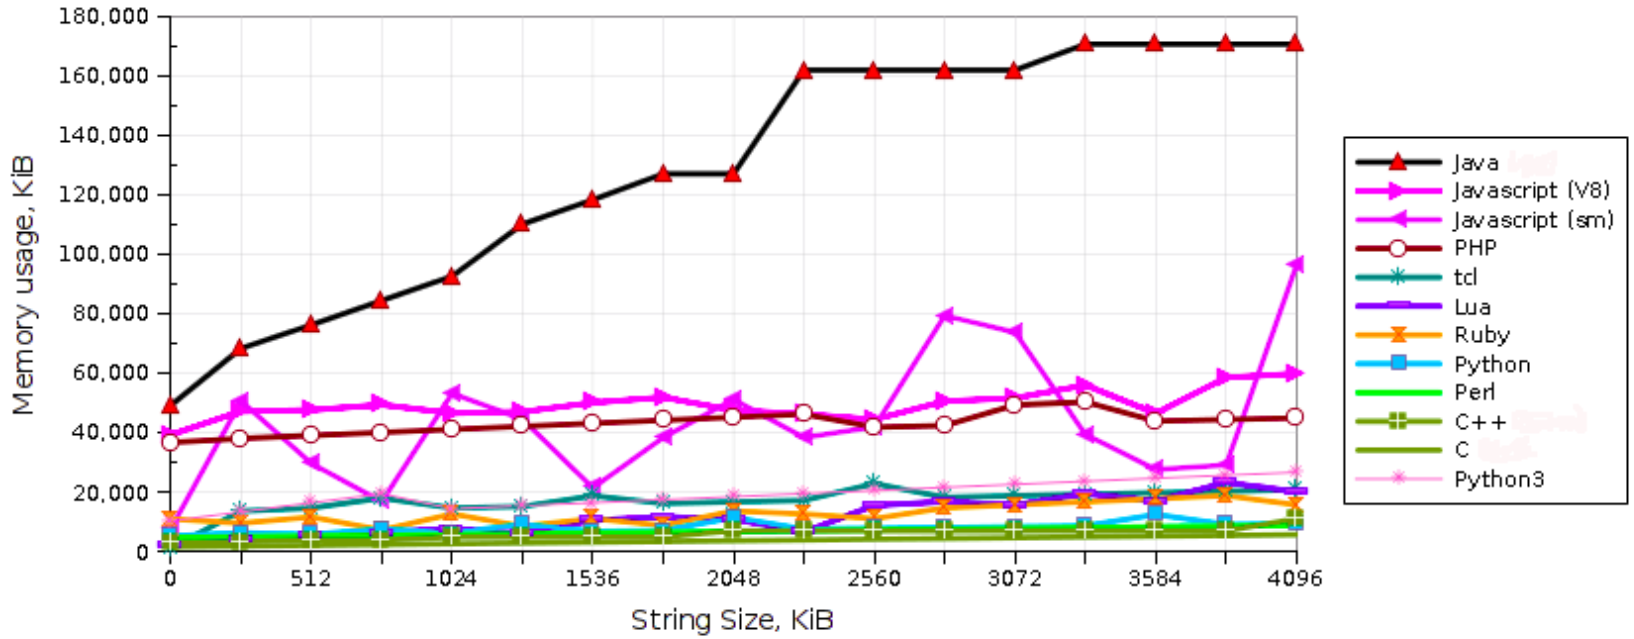 180,000
160,000
140,000
120,000
100,000
80,000
60,000
40,000
20,000
0
Memory usage, KiB
0 512 1024 1536 2048 2560 3072 3584 4096
String Size, KiB
Java
Javascript (V8)
Javascript (sm)
PHP
tcl
Lua
Ruby
Python
Perl
C++
C
Python3